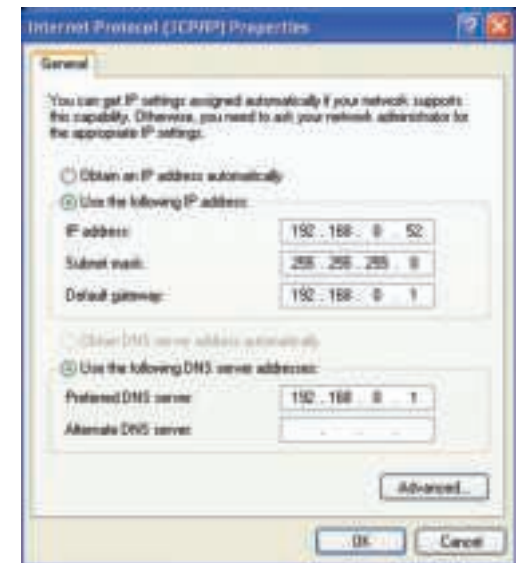 Internet Protocol (TCP/IP) Properties
General
You can get IP settings assigned automatically if your network supports
this capability. Otherwise, you need to ask your network administrator for
the appropriate IP settings.
Obtain an IP address automatically
Use the following IP address:
IP address: 192 . 168 . 0 . 52
Subnet mask: 255 . 255 . 255 . 0
Default gateway: 192 . 168 . 0 . 1
Obtain DNS server address automatically
Use the following DNS server addresses:
Preferred DNS server: 192 . 168 . 0 . 1
Alternate DNS server: . . .
Advanced...
OK Cancel